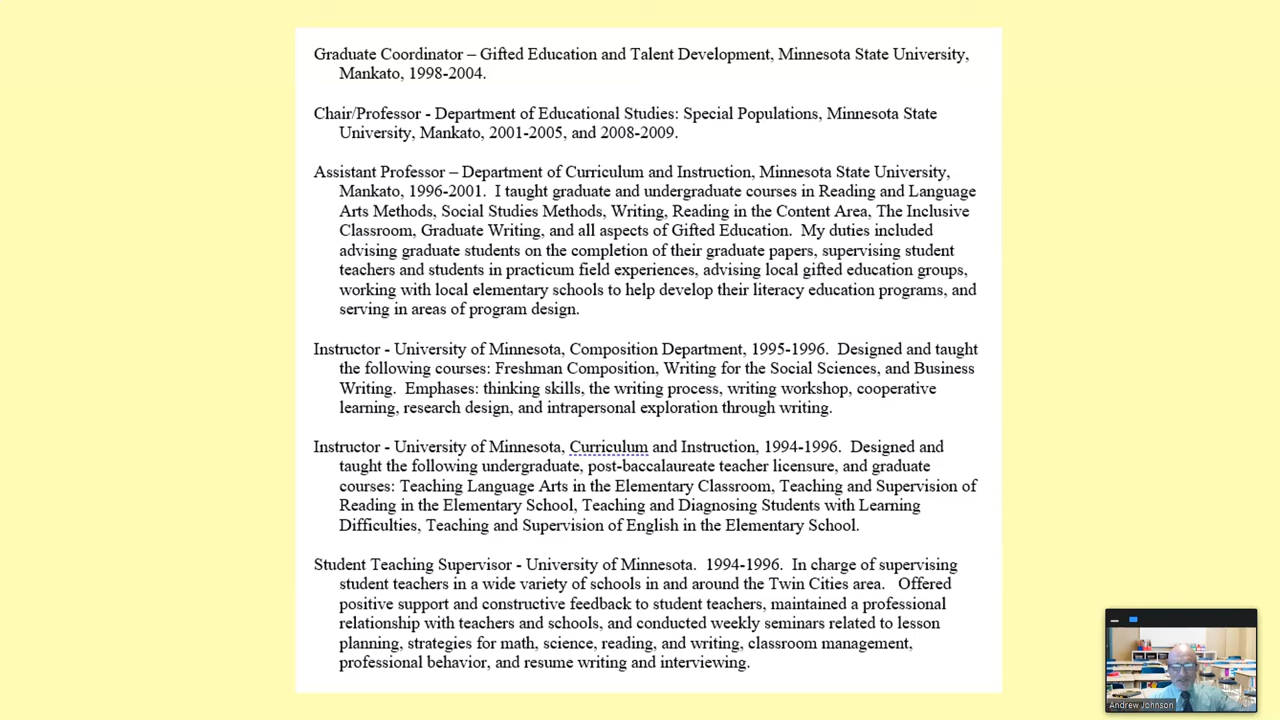 Graduate Coordinator – Gifted Education and Talent Development, Minnesota State University,
Mankato, 1998-2004.
Chair/Professor - Department of Educational Studies: Special Populations, Minnesota State
University, Mankato, 2001-2005, and 2008-2009.
Assistant Professor – Department of Curriculum and Instruction, Minnesota State University,
Mankato, 1996-2001. I taught graduate and undergraduate courses in Reading and Language
Arts Methods, Social Studies Methods, Writing, Reading in the Content Area, The Inclusive
Classroom, Graduate Writing, and all aspects of Gifted Education. My duties included
advising graduate students on the completion of their graduate papers, supervising student
teachers and students in practicum field experiences, advising local gifted education groups,
working with local elementary schools to help develop their literacy education programs, and
serving in areas of program design.
Instructor - University of Minnesota, Composition Department, 1995-1996. Designed and taught
the following courses: Freshman Composition, Writing for the Social Sciences, and Business
Writing. Emphases: thinking skills, the writing process, writing workshop, cooperative
learning, research design, and intrapersonal exploration through writing.
Instructor - University of Minnesota, Curriculum and Instruction, 1994-1996. Designed and
taught the following undergraduate, post-baccalaureate teacher licensure, and graduate
courses: Teaching Language Arts in the Elementary Classroom, Teaching and Supervision of
Reading in the Elementary School, Teaching and Diagnosing Students with Learning
Difficulties, Teaching and Supervision of English in the Elementary School.
Student Teaching Supervisor - University of Minnesota. 1994-1996. In charge of supervising
student teachers in a wide variety of schools in and around the Twin Cities area. Offered
positive support and constructive feedback to student teachers, maintained a professional
relationship with teachers and schools, and conducted weekly seminars related to lesson
planning, strategies for math, science, reading, and writing, classroom management,
professional behavior, and resume writing and interviewing.
Andrew Johnson